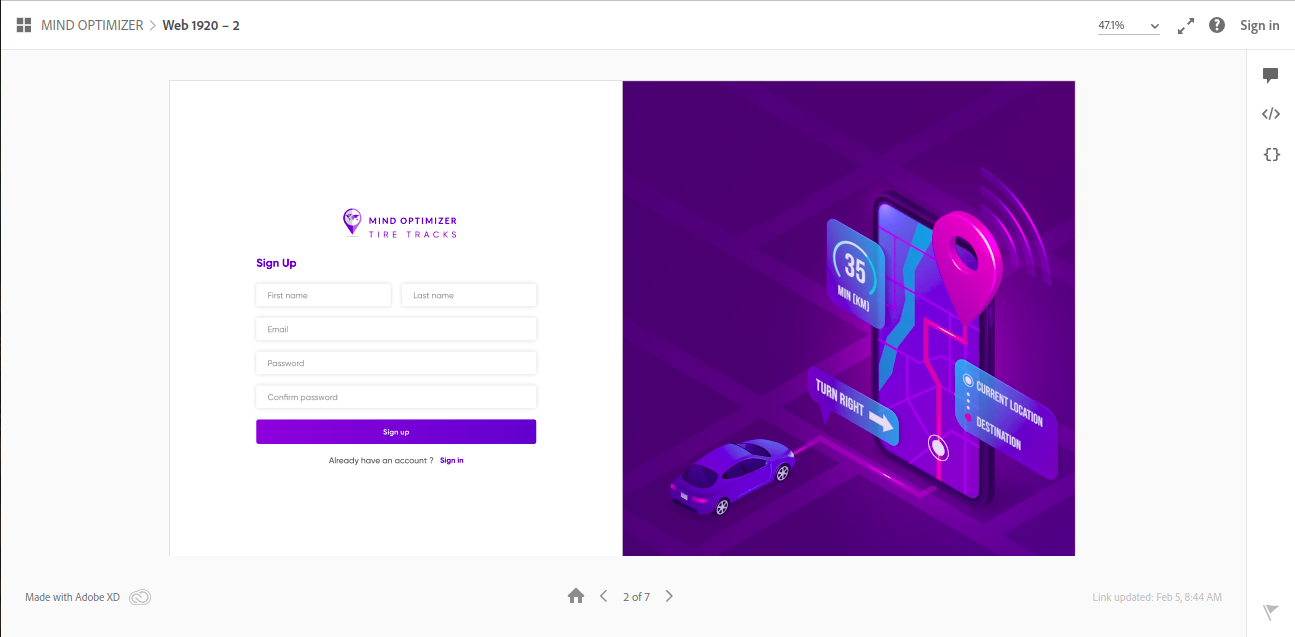 MIND OPTIMIZER > Web 1920 – 2
47.1%
Sign in
MIND OPTIMIZER
TIRE TRACKS
Sign Up
First name
Last name
Email
Password
Confirm password
Sign up
Already have an account ? Sign in
35
MIN (KM)
TURN RIGHT
CURRENT LOCATION
DESTINATION
Made with Adobe XD
2 of 7
Link updated: Feb 5, 8:44 AM